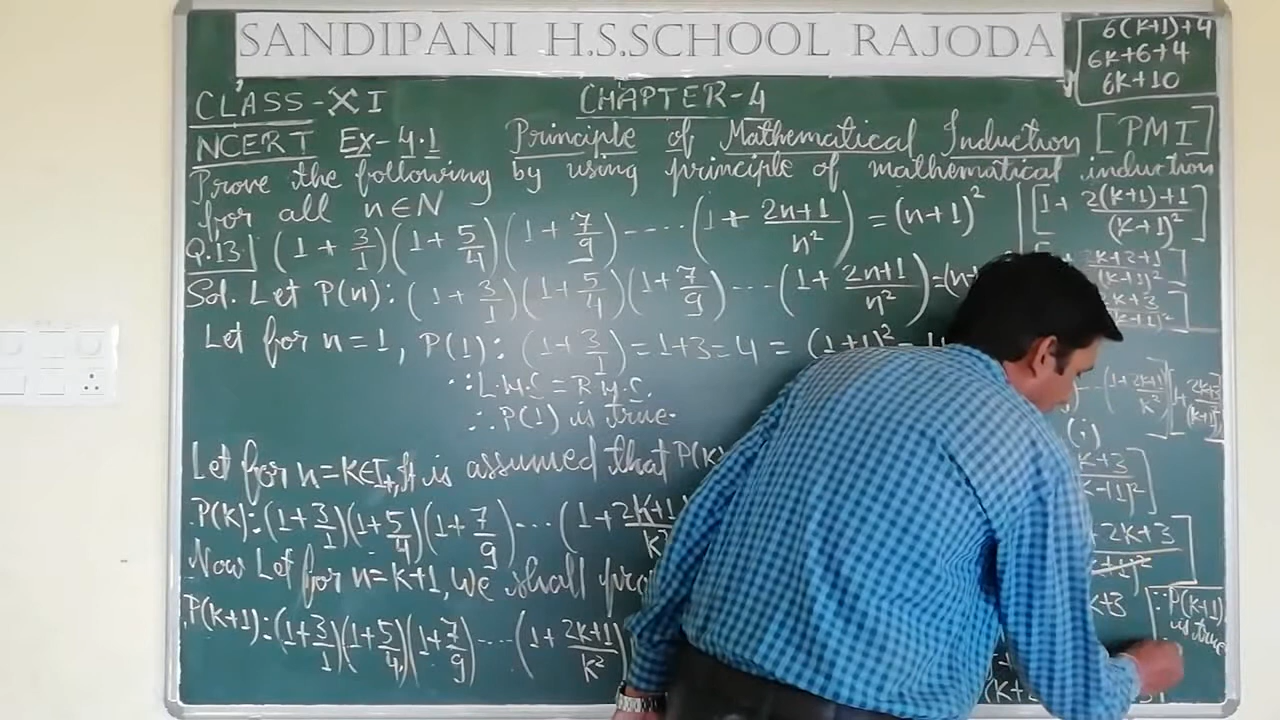 SANDIPANI H.S.SCHOOL RAJODA
6(K+1)+4
6K+6+4
6K+10
CLASS-XI
CHAPTER-4
NCERT Ex-4.1 Principle of Mathematical Induction [PMI]
Prove the following by using principle of mathematical induction
for all n∈N
Q.13. (1+3/1)(1+5/4)(1+7/9)-----(1+(2n+1)/n²)=(n+1)²
[1+(2(K+1)+1)/(K+1)²]
Sol. Let P(n):(1+3/1)(1+5/4)(1+7/9)...(1+(2n+1)/n²)=(n
2K+2+1]
(K+1)²
2K+3]
Let for n=1, P(1):(1+3/1)=1+3=4=(1+1)²=
∵L.H.S=R.H.S.
∴P(1) is true.
(1+(2K+1)/K²)
2K+3
(i)
Let for n=K∈I₊, it is assumed that P(K)
K+3
P(K):(1+3/1)(1+5/4)(1+7/9)...(1+(2K+1)/K²
+2K+3
Now Let for n=K+1, We shall
K+3
∵P(K+1)
is true
P(K+1):(1+3/1)(1+5/4)(1+7/9)-----(1+(2K+1)/K²)